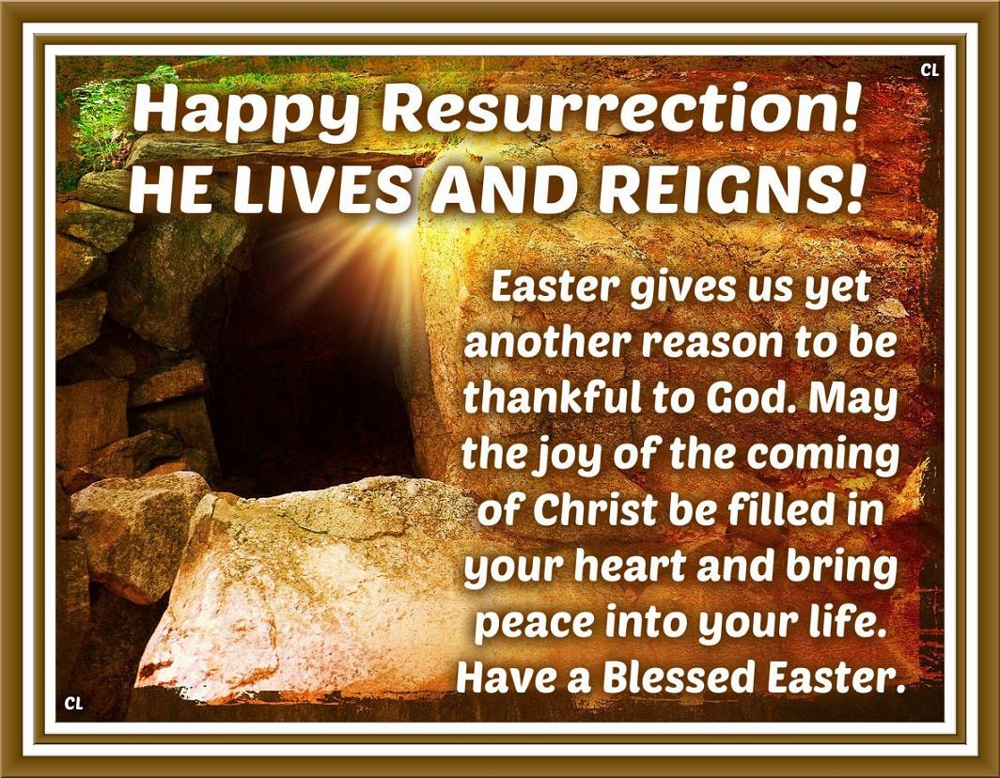 CL
Happy Resurrection!
HE LIVES AND REIGNS!
Easter gives us yet
another reason to be
thankful to God. May
the joy of the coming
of Christ be filled in
your heart and bring
peace into your life.
Have a Blessed Easter.
CL